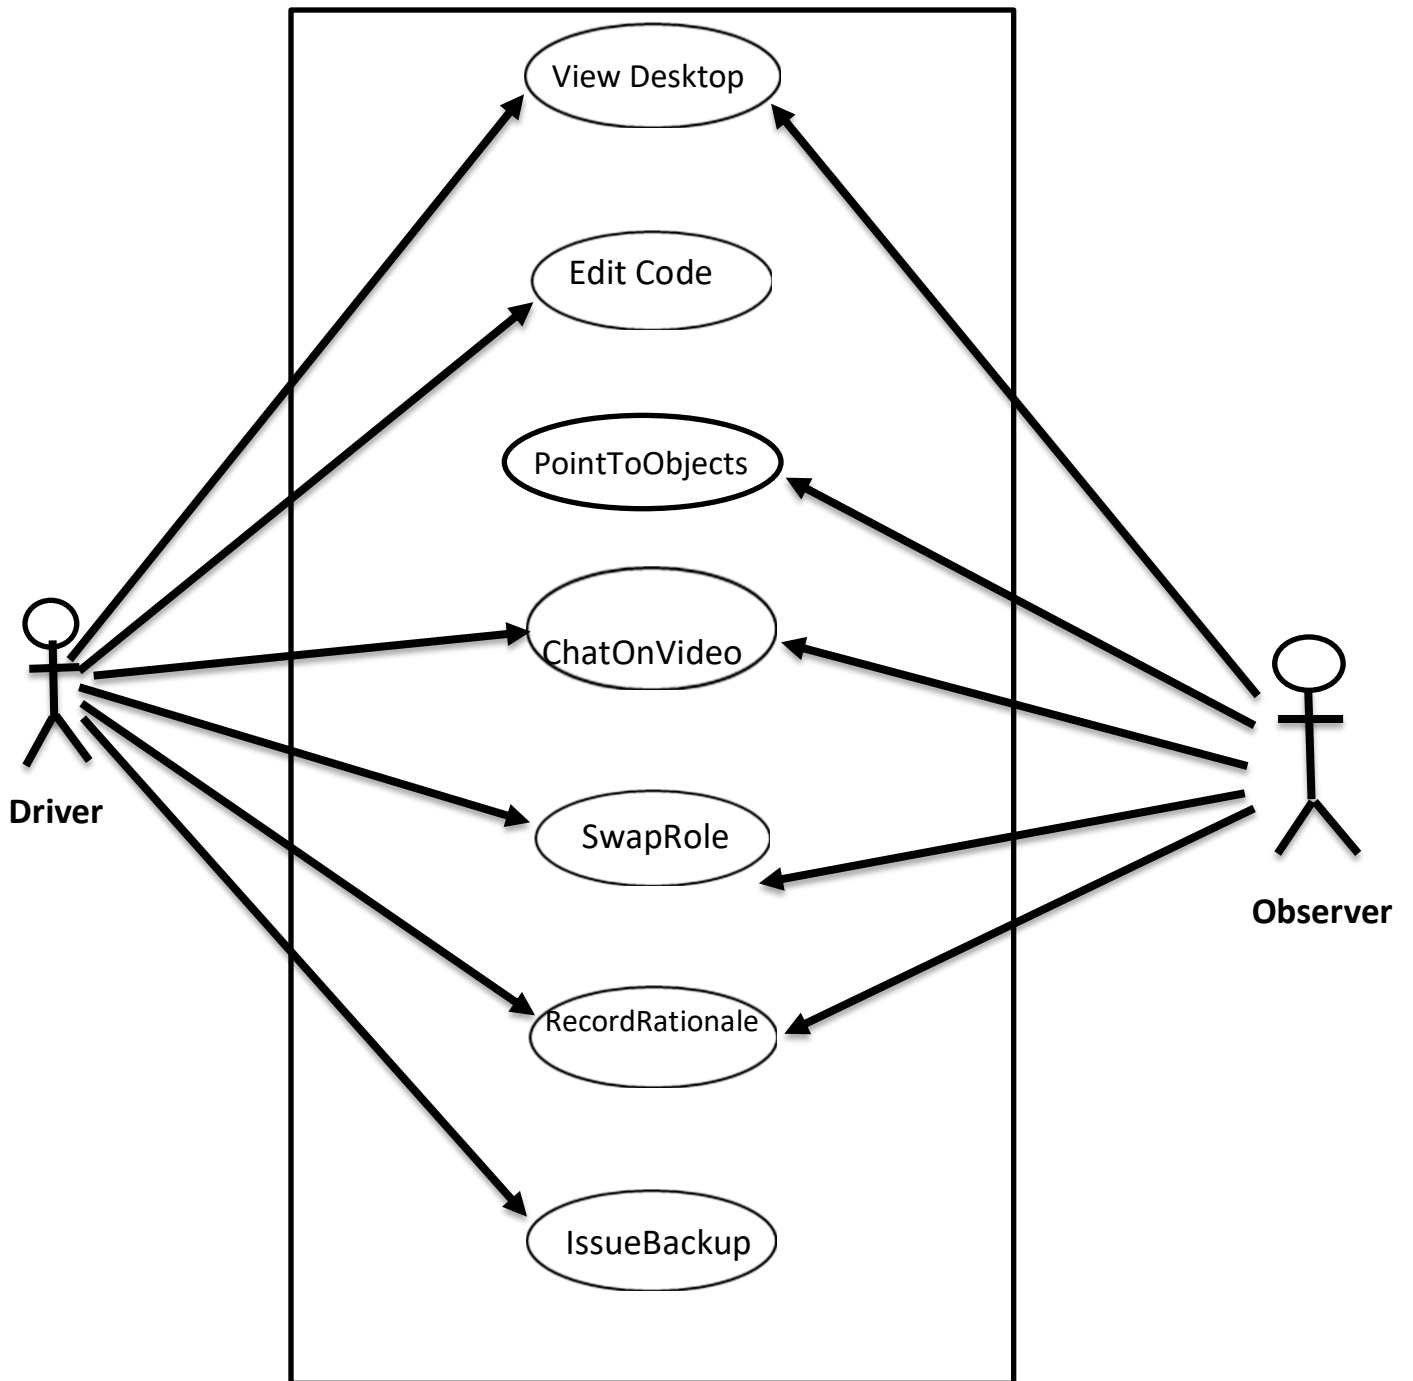 View Desktop
Edit Code
PointToObjects
ChatOnVideo
Driver
SwapRole
Observer
RecordRationale
IssueBackup